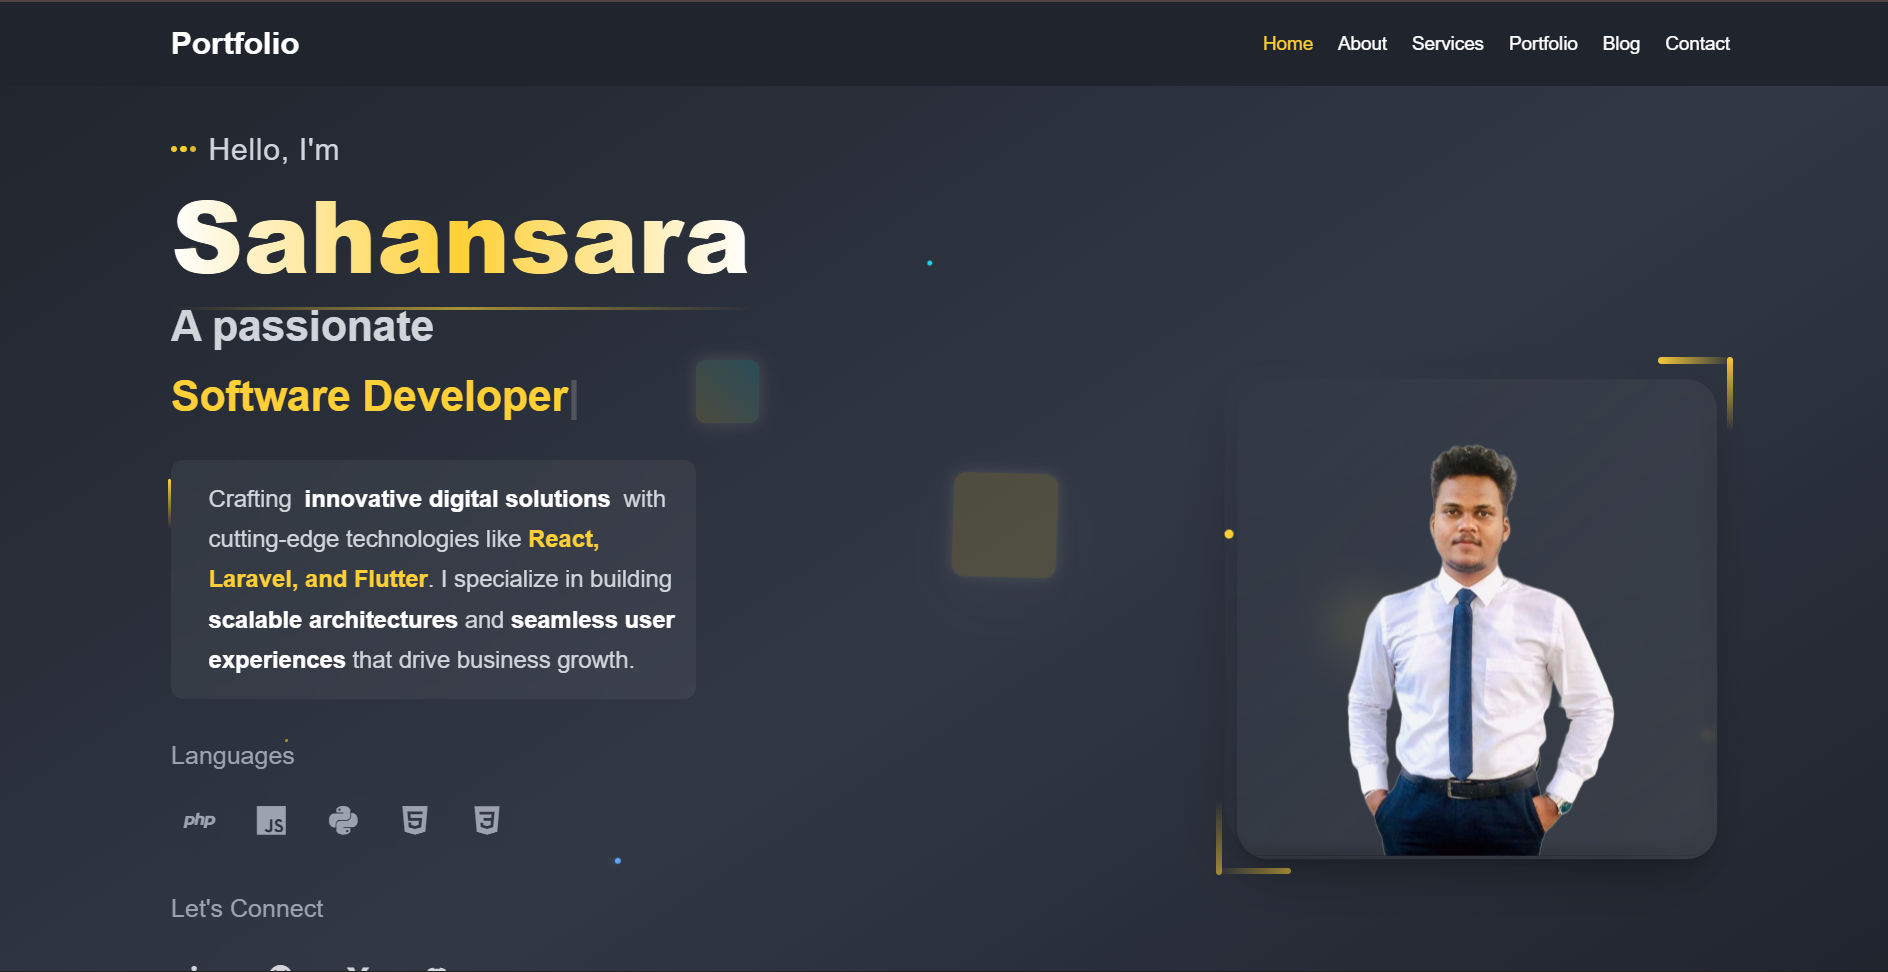 Portfolio
Home About Services Portfolio Blog Contact
Hello, I'm
Sahansara
A passionate
Software Developer|
Crafting innovative digital solutions with
cutting-edge technologies like React,
Laravel, and Flutter. I specialize in building
scalable architectures and seamless user
experiences that drive business growth.
Languages
php JS 5 3
Let's Connect